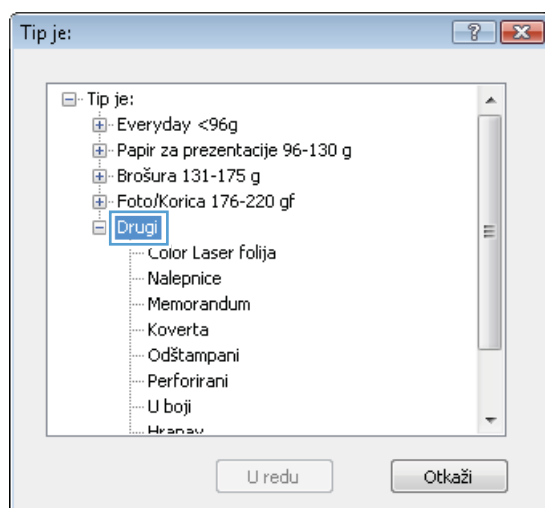 Tip je:
Tip je:
Everyday <96g
Papir za prezentacije 96-130 g
Brošura 131-175 g
Foto/Korica 176-220 gf
Drugi
Color Laser folija
Nalepnice
Memorandum
Koverta
Odštampani
Perforirani
U boji
Hrapav
U redu Otkaži